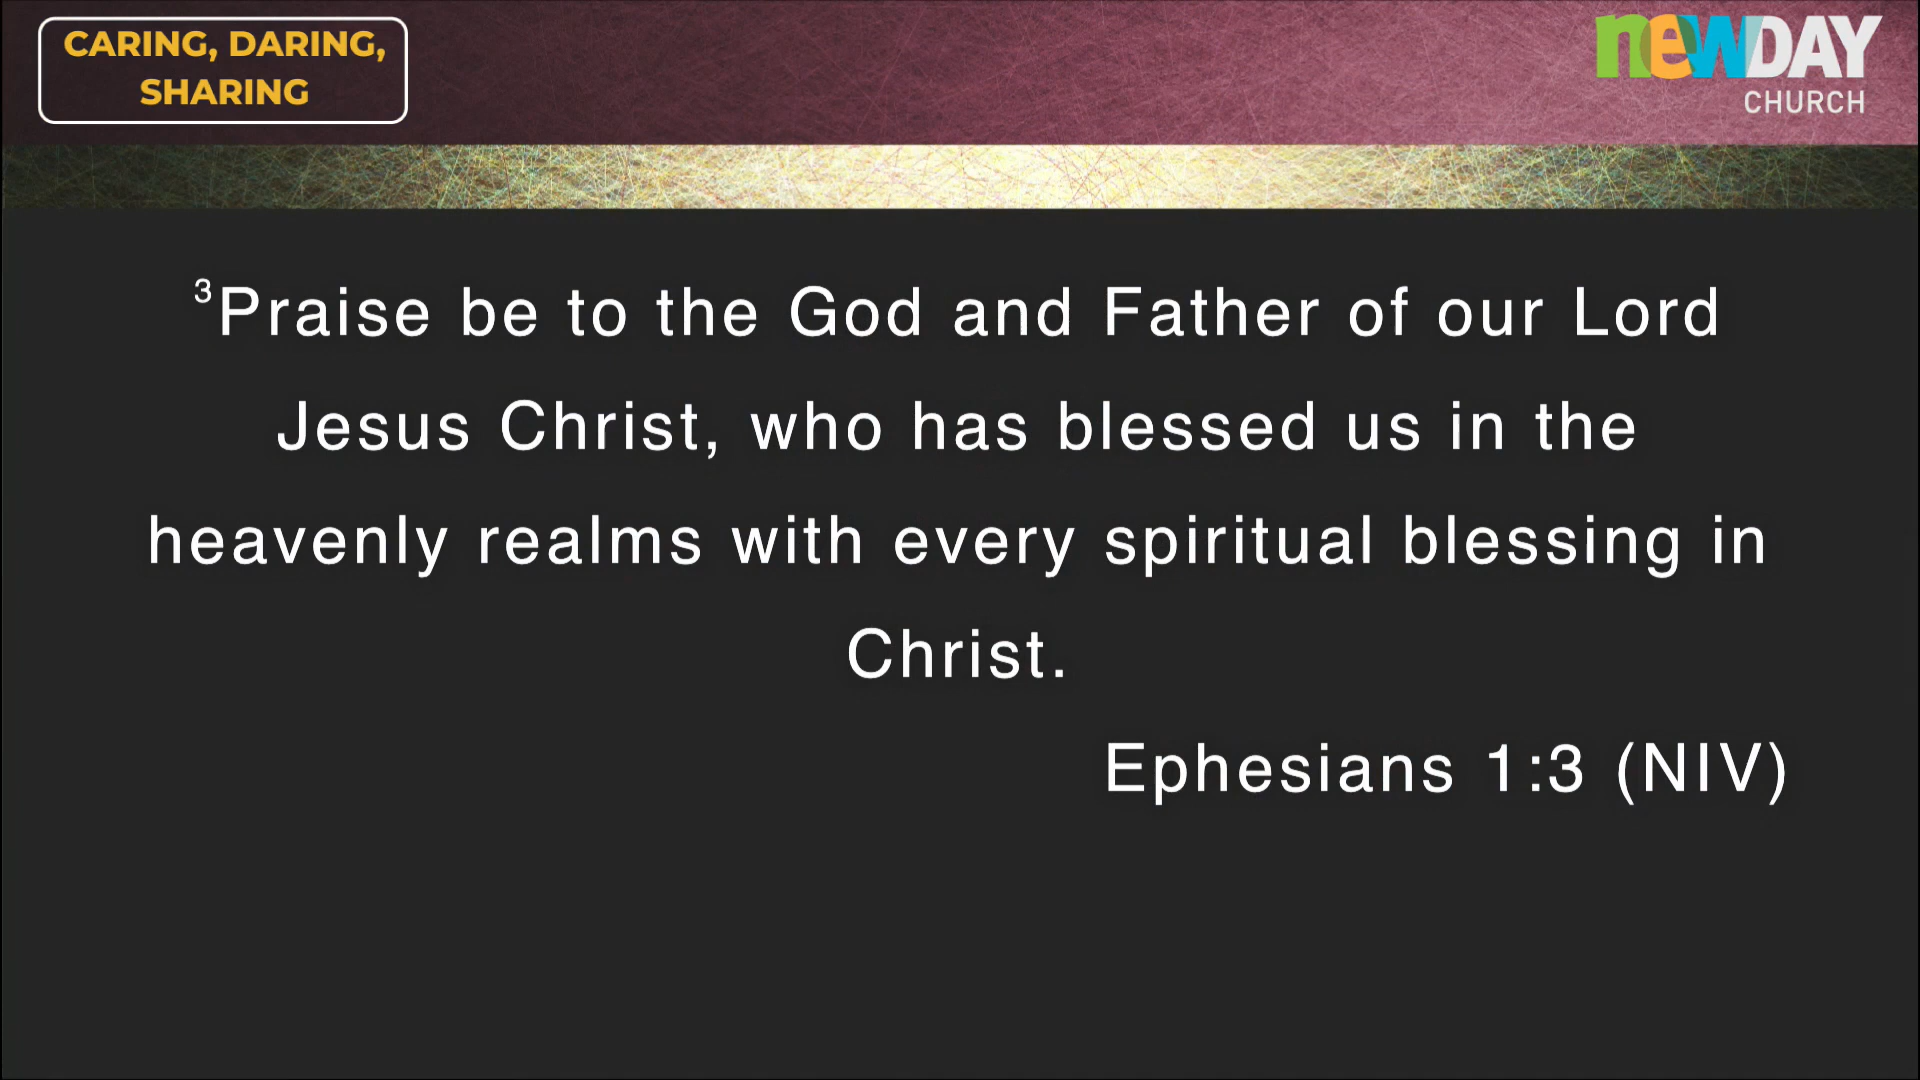 CARING, DARING,
SHARING
newDAY
CHURCH
³Praise be to the God and Father of our Lord
Jesus Christ, who has blessed us in the
heavenly realms with every spiritual blessing in
Christ.
Ephesians 1:3 (NIV)